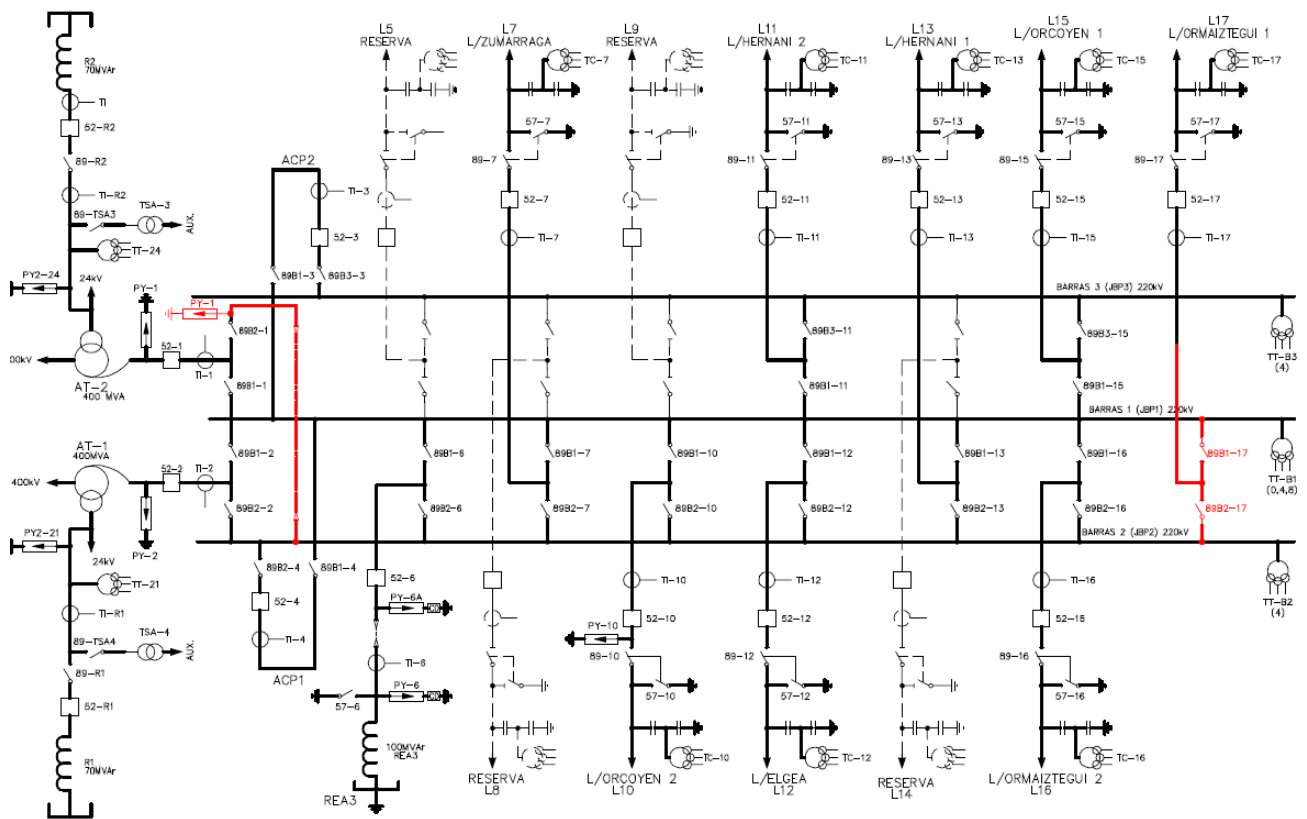 L5
RESERVA
L7
L/ZUMARRAGA
L9
RESERVA
L11
L/HERNANI 2
L13
L/HERNANI 1
L15
L/ORCOYEN 1
L17
L/ORMAIZTEGUI 1
R2
70MVAr
TC-7
TC-11
TC-13
TC-15
TC-17
TI
52-R2
57-7
57-11
57-13
57-15
57-17
89-R2
ACP2
89-7
89-11
89-13
89-15
89-17
TI-R2
TI-3
TSA-3
89-TSA3
AUX.
52-3
52-7
52-11
52-13
52-15
52-17
TT-24
TI-7
TI-11
TI-13
TI-15
TI-17
PY2-24
24kV
PY-1
89B1-3
89B3-3
BARRAS 3 (JBP3) 220kV
PY-1
89B2-1
89B3-11
89B3-15
TT-B3
(4)
00kV
52-1
TI-1
AT-2
400 MVA
89B1-1
89B1-11
89B1-15
BARRAS 1 (JBP1) 220kV
AT-1
400MVA
52-2
TI-2
89B1-2
89B1-6
89B1-7
89B1-10
89B1-12
89B1-13
89B1-16
89B1-17
400kV
TT-B1
(0,4,8)
89B2-2
89B2-6
89B2-7
89B2-10
89B2-12
89B2-13
89B2-16
89B2-17
PY2-21
PY-2
BARRAS 2 (JBP2) 220kV
24kV
89B2-4
89B1-4
TT-21
52-6
TI-10
TI-12
TI-16
TT-B2
(4)
TI-R1
52-4
PY-6A
52-10
52-12
52-16
89-TSA4
TSA-4
AUX.
TI-4
PY-10
TI-6
89-R1
ACP1
89-10
89-12
89-16
PY-6
57-6
57-10
57-12
57-16
52-R1
R1
70MVAr
100MVAr
REA3
TC-10
TC-12
TC-16
REA3
RESERVA
L8
L/ORCOYEN 2
L10
L/ELGEA
L12
RESERVA
L14
L/ORMAIZTEGUI 2
L16